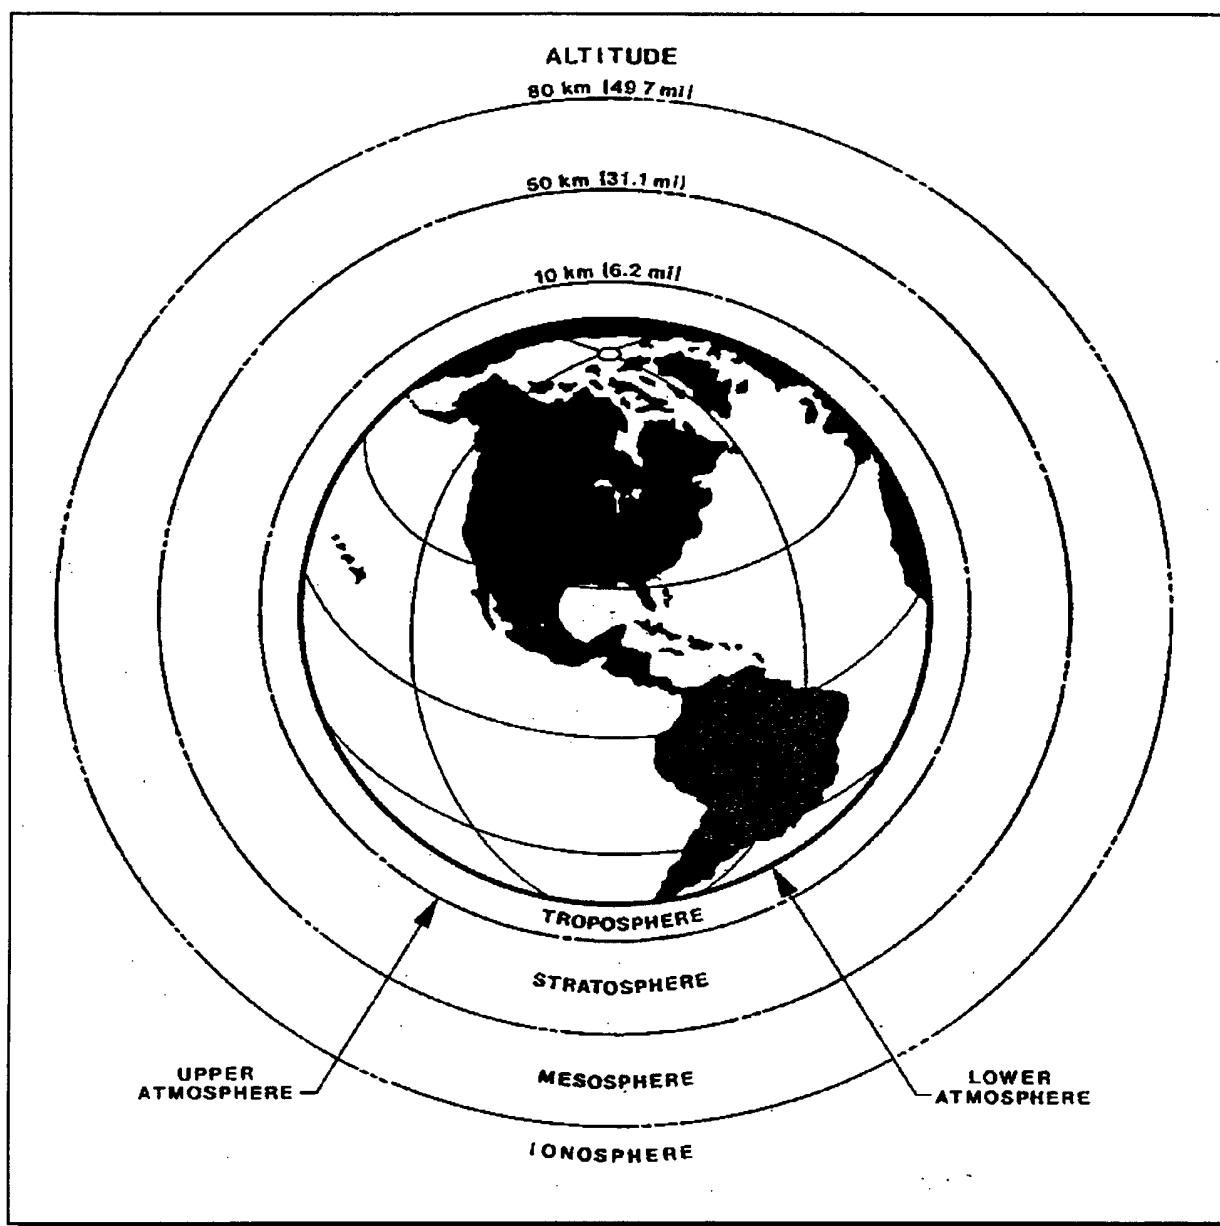 ALTITUDE
80 km [49 7 mi]
50 km [31.1 mi]
10 km [6.2 mi]
TROPOSPHERE
STRATOSPHERE
UPPER
ATMOSPHERE
MESOSPHERE
LOWER
ATMOSPHERE
IONOSPHERE